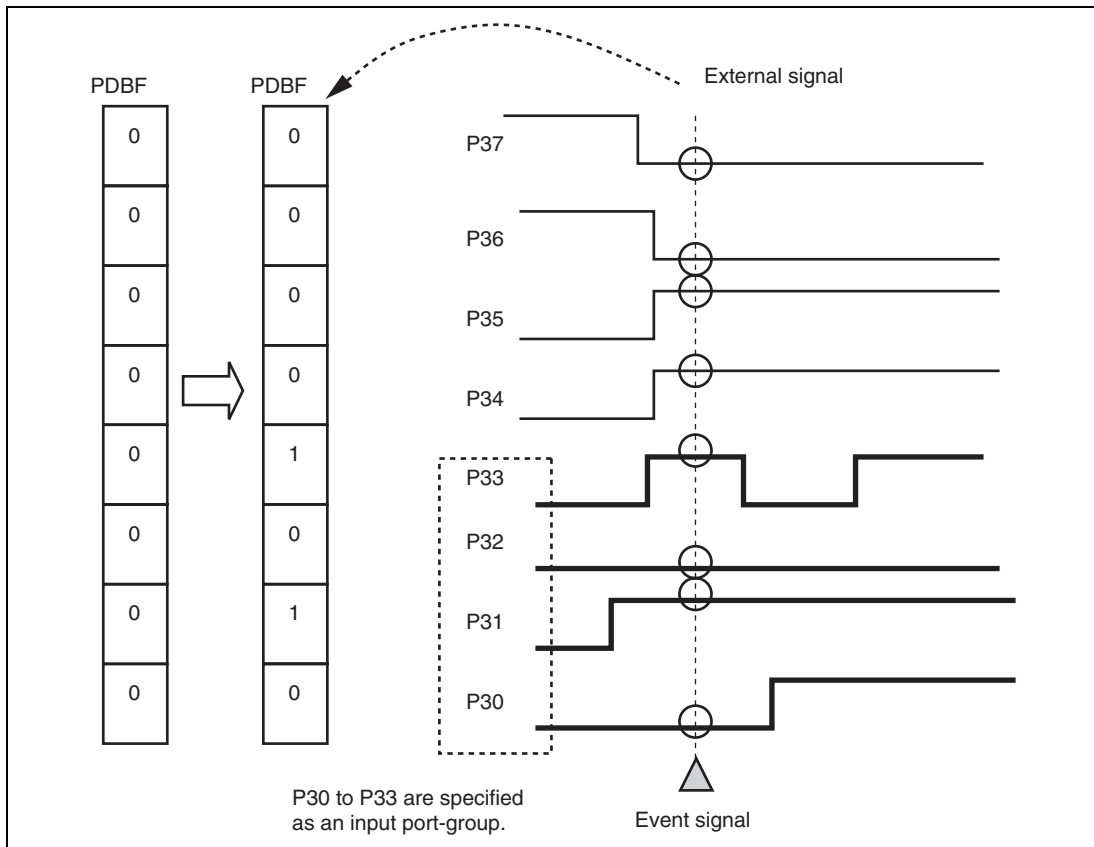 External signal
PDBF
PDBF
0
0
0
0
0
0
0
0
0
0
0
0
1
0
1
0
P37
P36
P35
P34
P33
P32
P31
P30
P30 to P33 are specified
as an input port-group.
Event signal